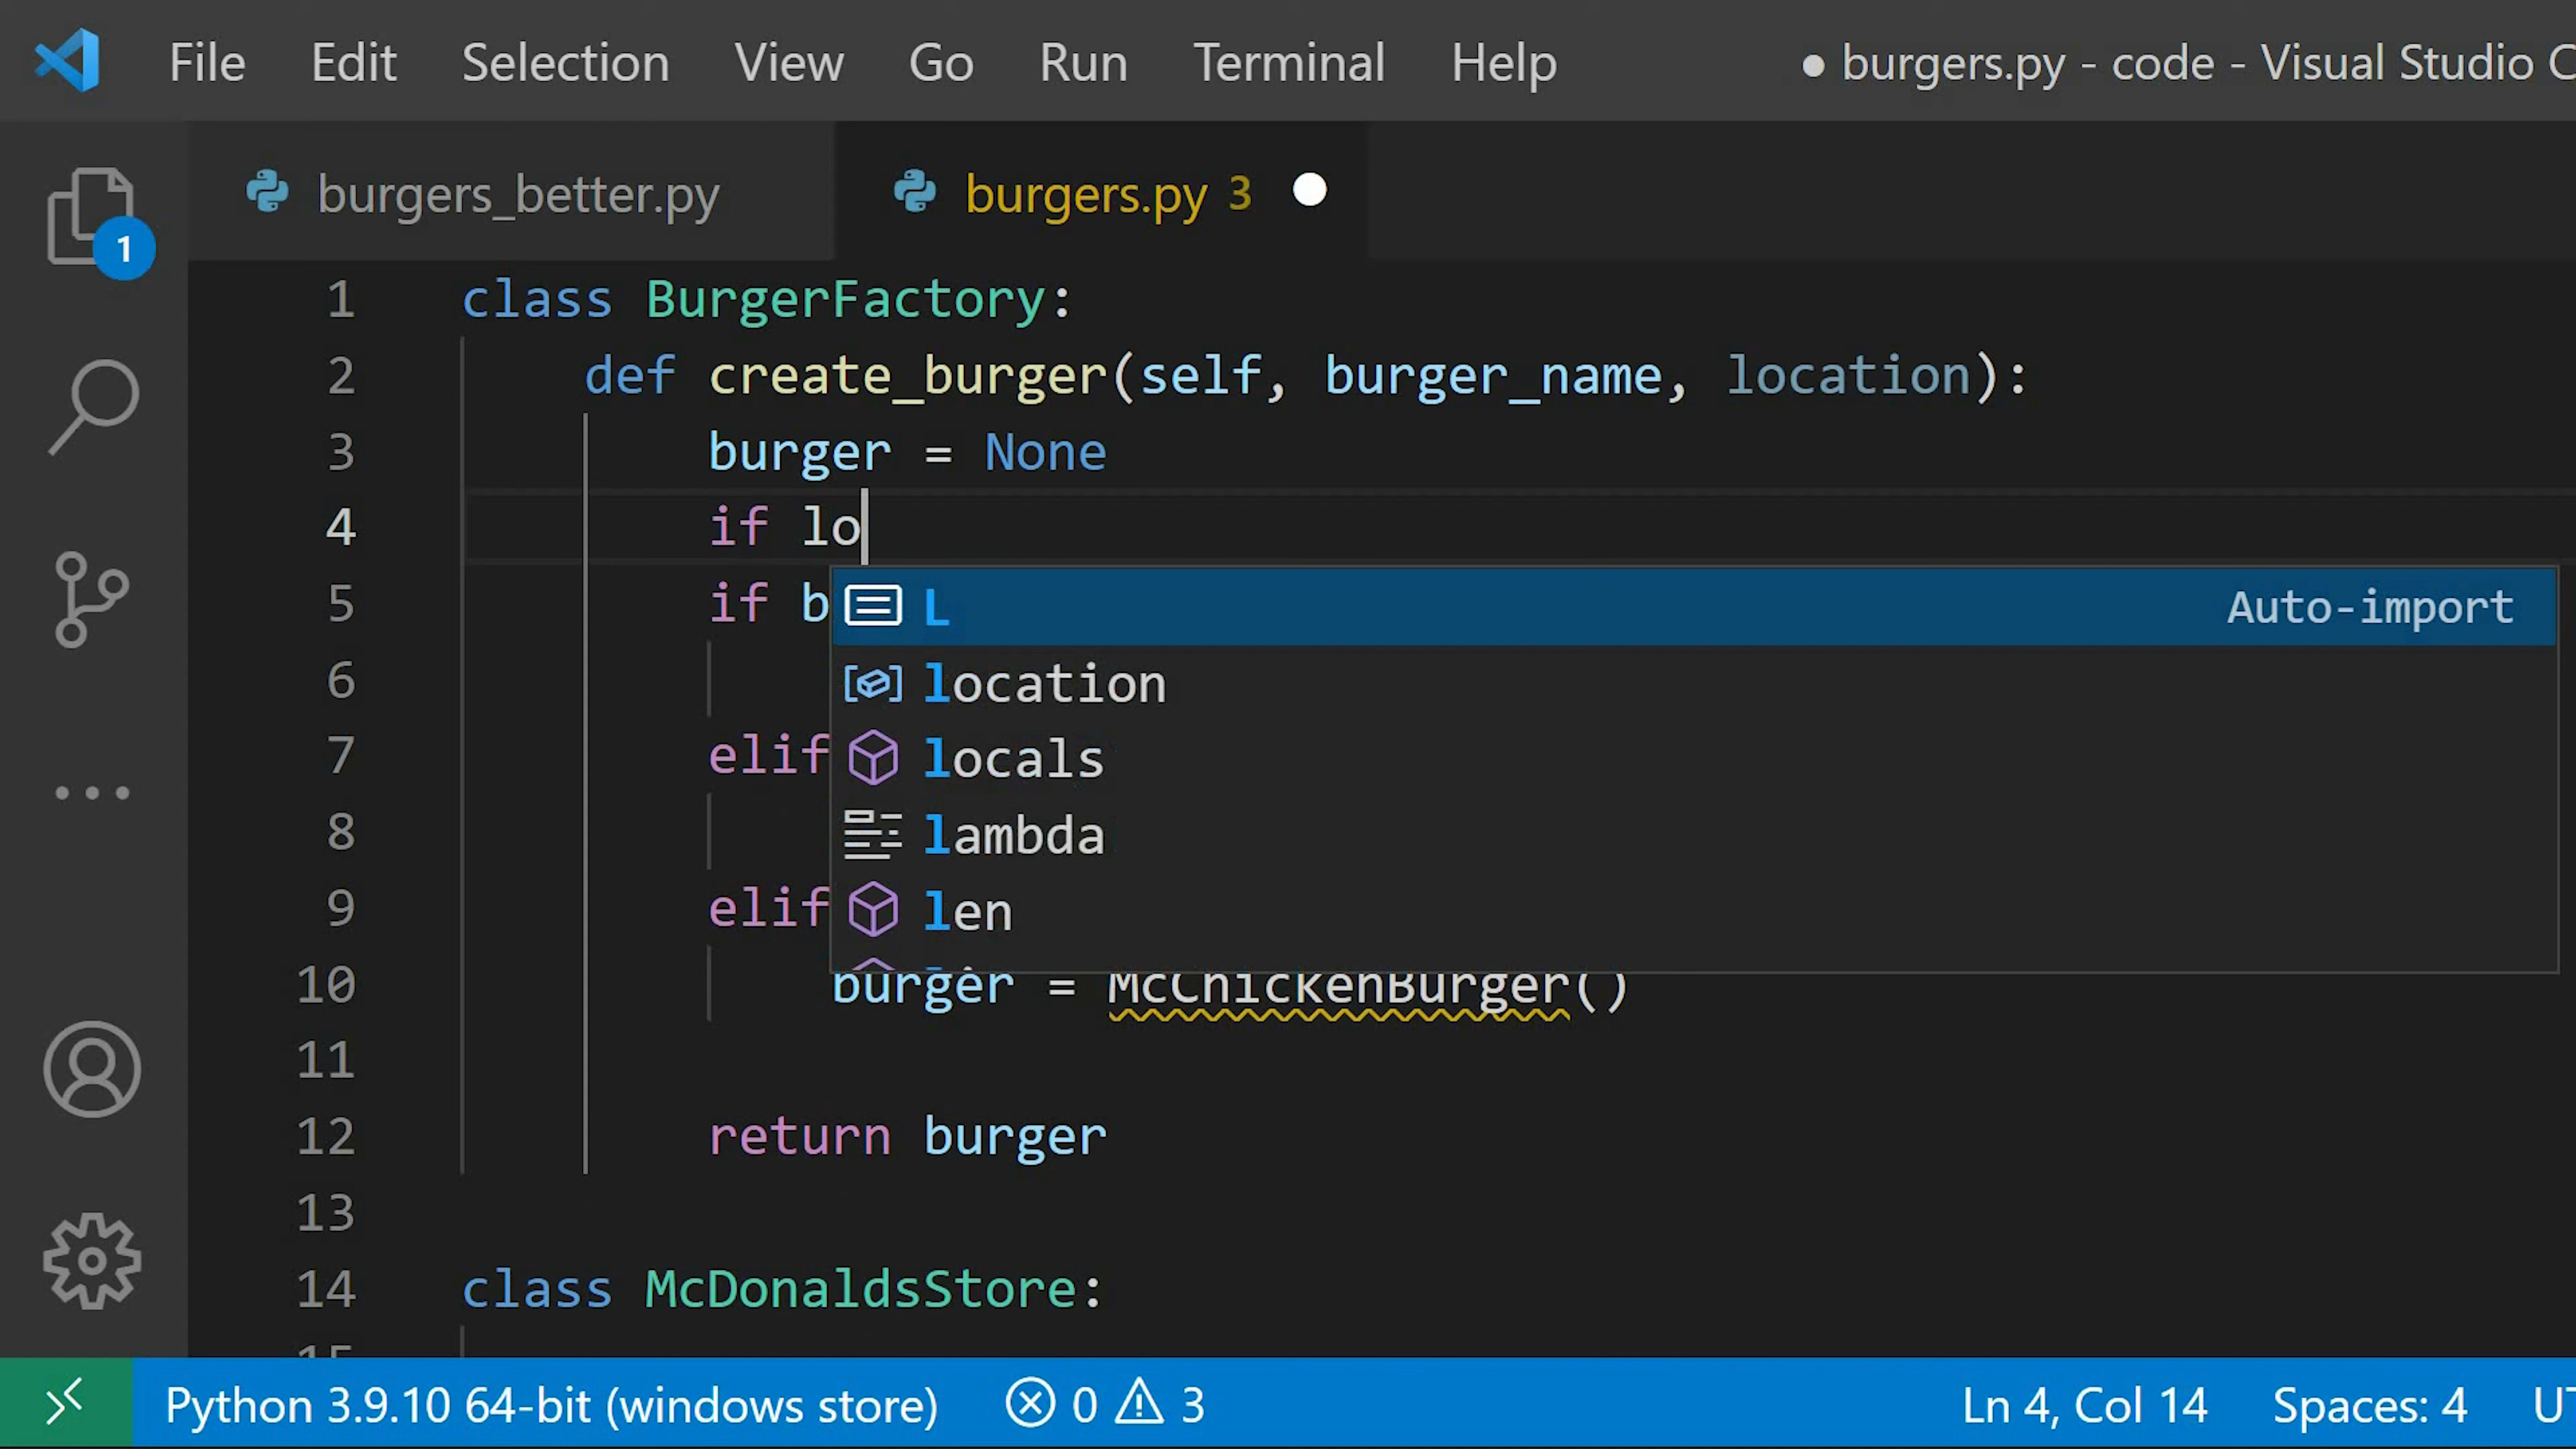 File Edit Selection View Go Run Terminal Help ● burgers.py - code - Visual Studio C
1
burgers_better.py burgers.py 3
1 class BurgerFactory:
2 def create_burger(self, burger_name, location):
3 burger = None
4 if lo
5 if b L Auto-import
6 location
7 elif locals
8 lambda
9 elif len
10 burger = McChickenBurger()
11
12 return burger
13
14 class McDonaldsStore:
15
Python 3.9.10 64-bit (windows store) 0 3 Ln 4, Col 14 Spaces: 4 UT